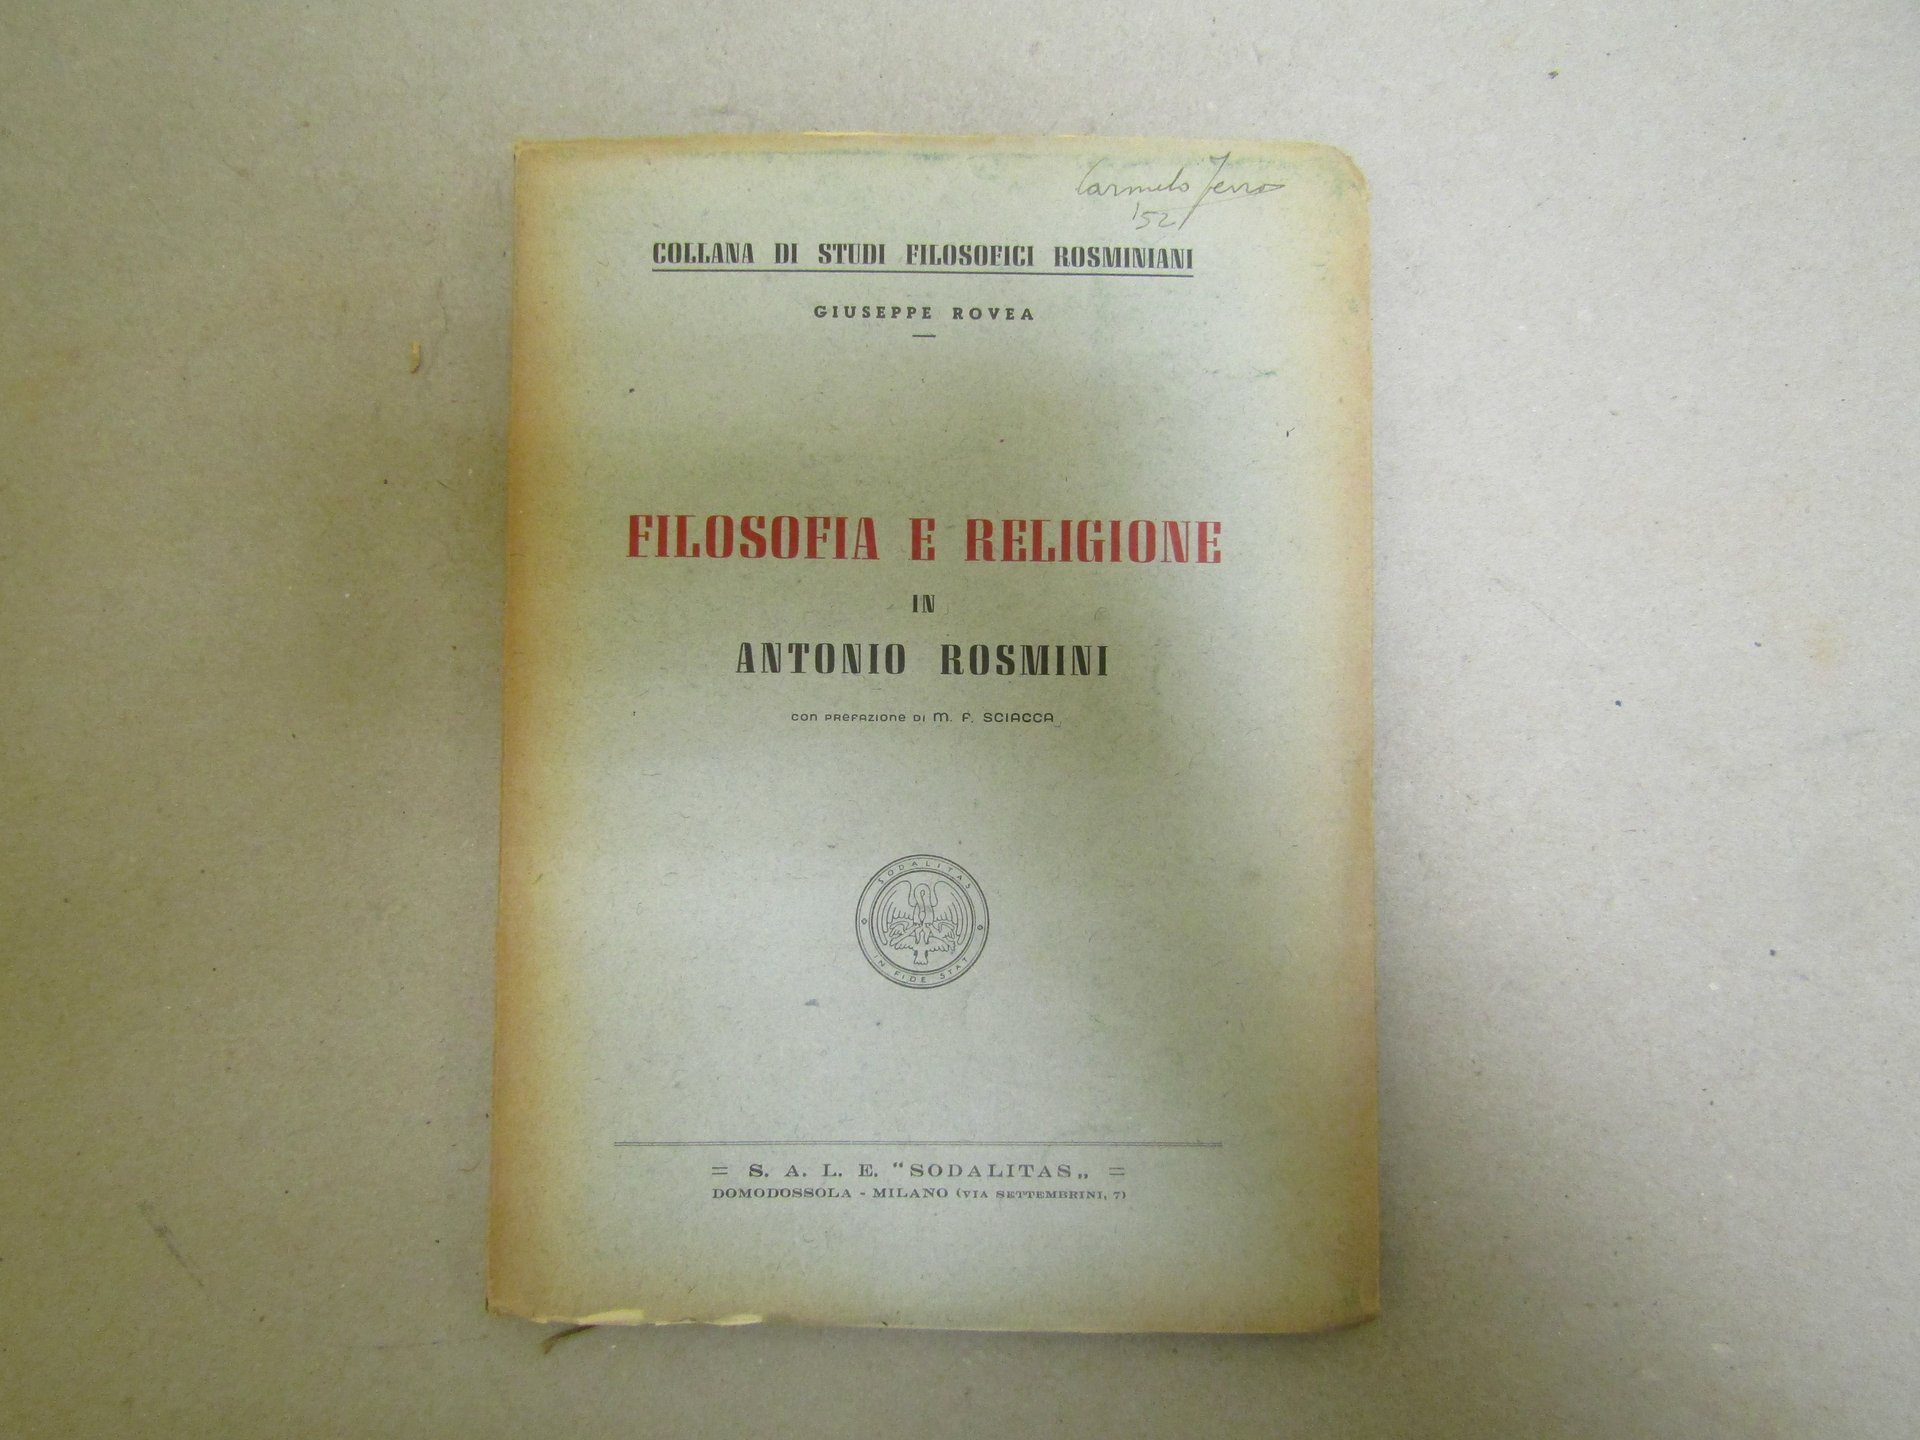 Carmelo Ferro
'52
COLLANA DI STUDI FILOSOFICI ROSMINIANI
GIUSEPPE ROVEA
FILOSOFIA E RELIGIONE
IN
ANTONIO ROSMINI
CON PREFAZIONE DI M. F. SCIACCA
SODALITAS
IN FIDE STAT
= S. A. L. E. “SODALITAS„ =
DOMODOSSOLA - MILANO (VIA SETTEMBRINI, 7)